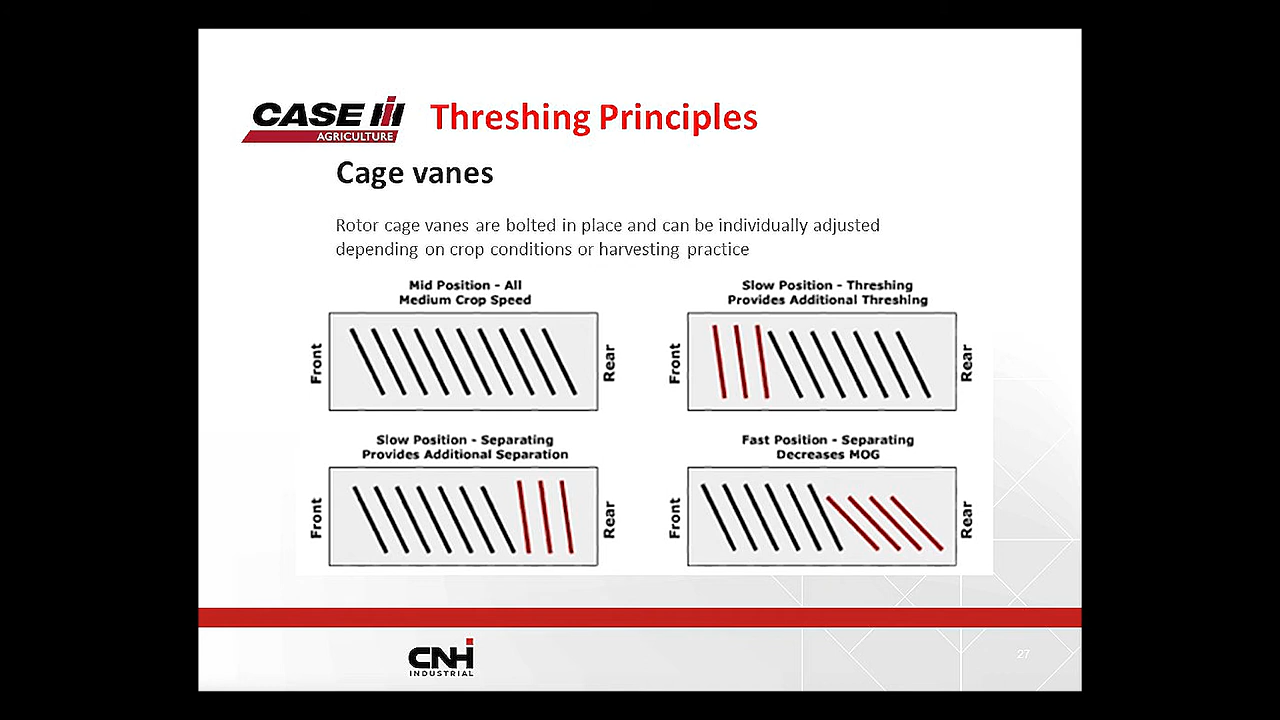 CASE IH
AGRICULTURE
Threshing Principles
Cage vanes
Rotor cage vanes are bolted in place and can be individually adjusted
depending on crop conditions or harvesting practice
Mid Position - All
Medium Crop Speed
Front
Rear
Slow Position - Threshing
Provides Additional Threshing
Front
Rear
Slow Position - Separating
Provides Additional Separation
Front
Rear
Fast Position - Separating
Decreases MOG
Front
Rear
CNH
INDUSTRIAL
27